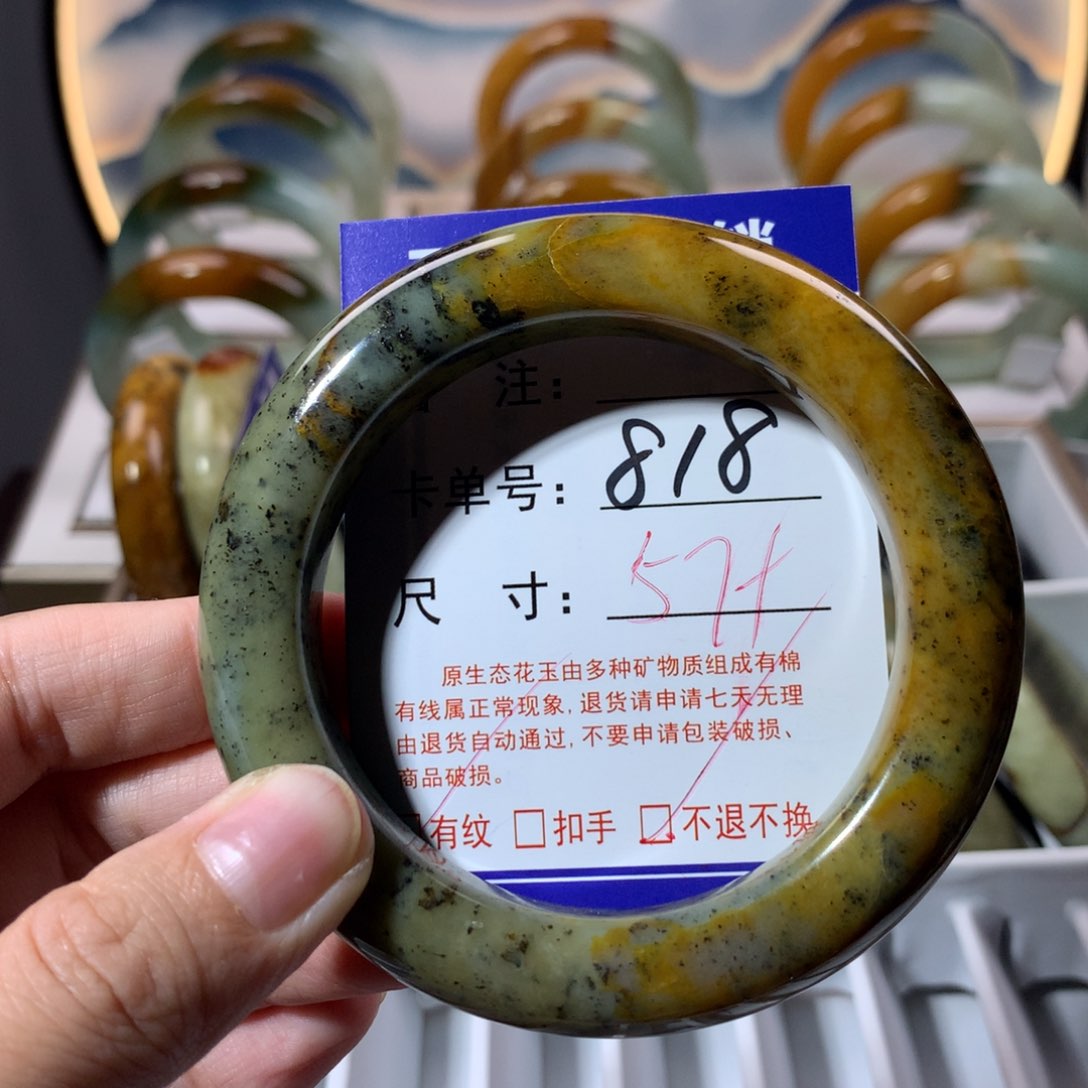 注：
卡单号：818
尺 寸：57+
原生态花玉由多种矿物质组成有棉
有线属正常现象，退货请申请七天无理
由退货自动通过，不要申请包装破损、
商品破损。
□有纹 □扣手 □不退不换